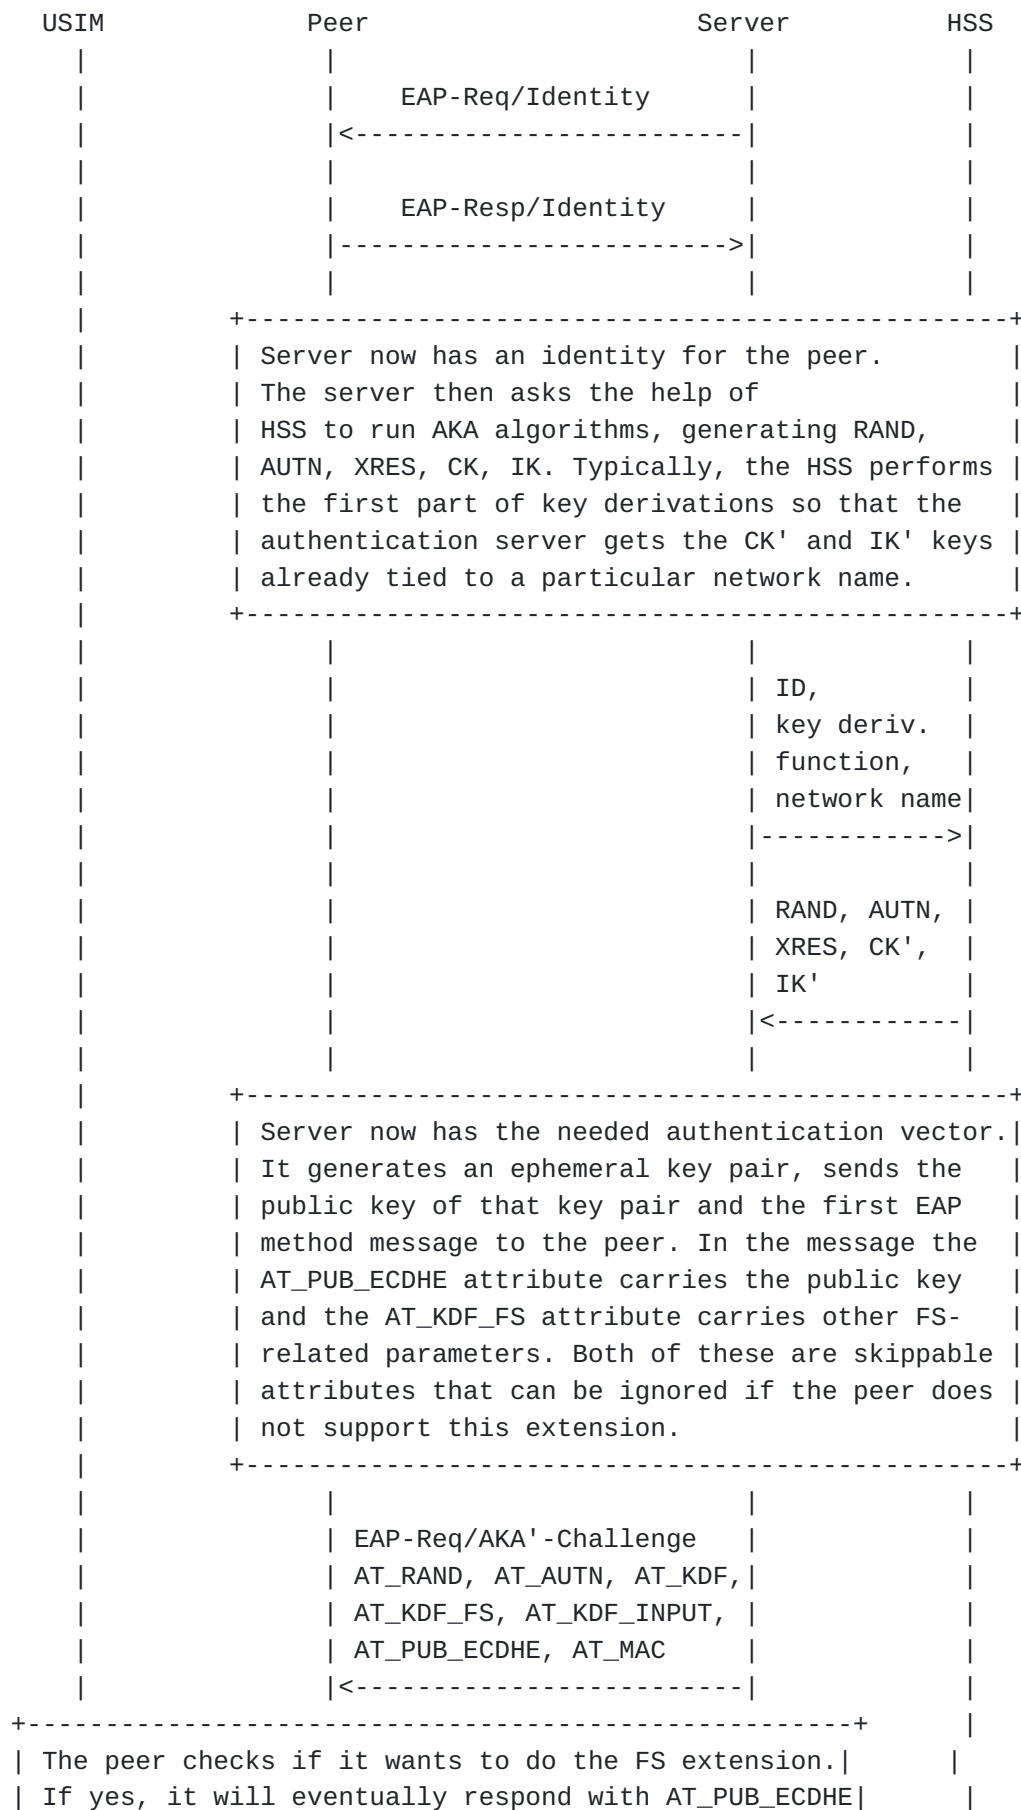 USIM Peer Server HSS
EAP-Req/Identity
EAP-Resp/Identity
Server now has an identity for the peer.
The server then asks the help of
HSS to run AKA algorithms, generating RAND,
AUTN, XRES, CK, IK. Typically, the HSS performs
the first part of key derivations so that the
authentication server gets the CK' and IK' keys
already tied to a particular network name.
ID,
key deriv.
function,
network name
RAND, AUTN,
XRES, CK',
IK'
Server now has the needed authentication vector.
It generates an ephemeral key pair, sends the
public key of that key pair and the first EAP
method message to the peer. In the message the
AT_PUB_ECDHE attribute carries the public key
and the AT_KDF_FS attribute carries other FS-
related parameters. Both of these are skippable
attributes that can be ignored if the peer does
not support this extension.
EAP-Req/AKA'-Challenge
AT_RAND, AT_AUTN, AT_KDF,
AT_KDF_FS, AT_KDF_INPUT,
AT_PUB_ECDHE, AT_MAC
The peer checks if it wants to do the FS extension.
If yes, it will eventually respond with AT_PUB_ECDHE